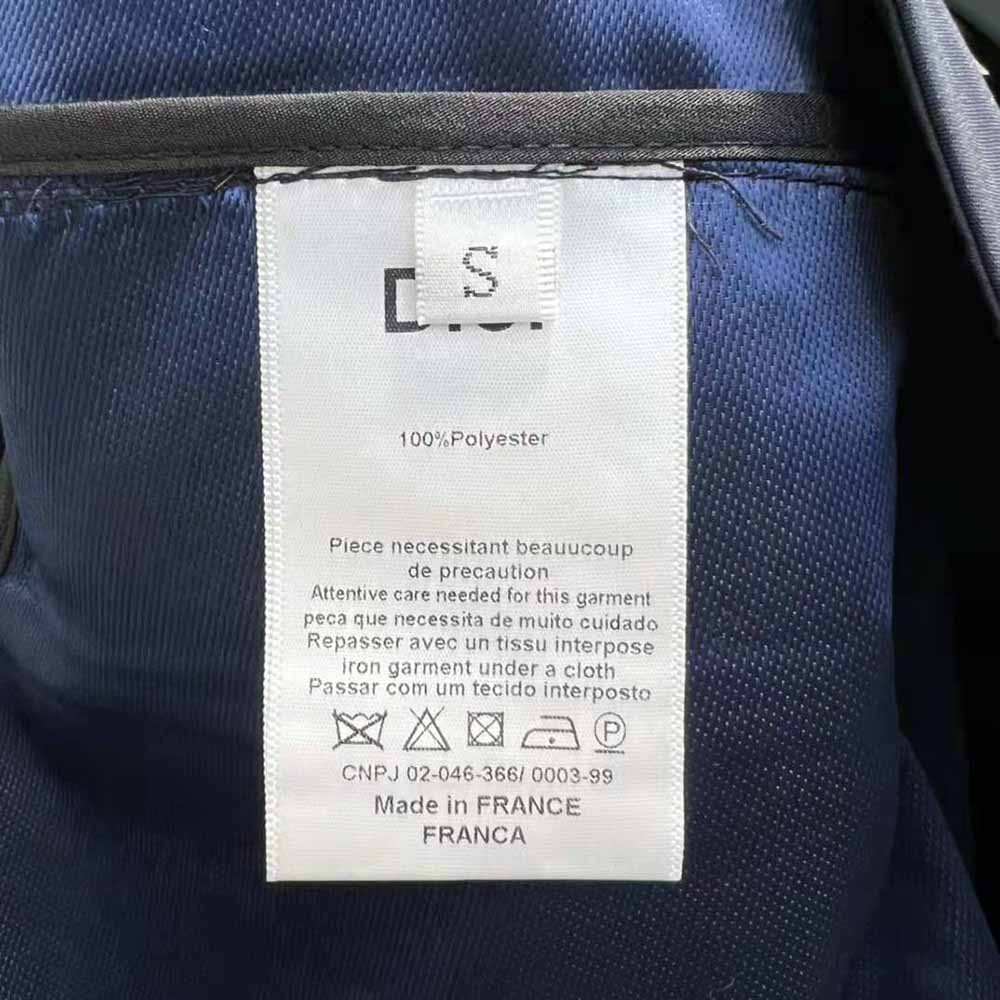 S
100%Polyester
Piece necessitant beauucoup
de precaution
Attentive care needed for this garment
peca que necessita de muito cuidado
Repasser avec un tissu interpose
iron garment under a cloth
Passar com um tecido interposto
P
CNPJ 02-046-366/ 0003-99
Made in FRANCE
FRANCA